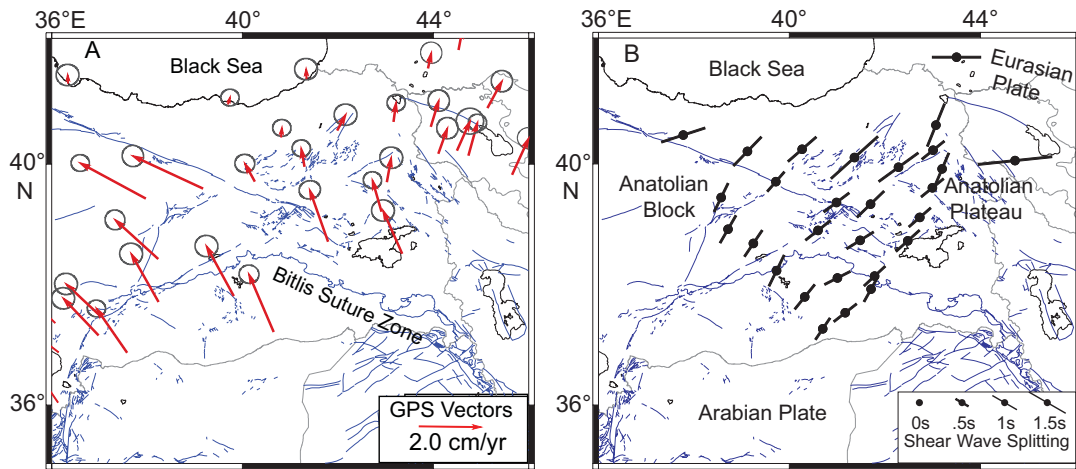 36°E
40
44
A
Black Sea
40°
N
Bitlis Suture Zone
36°
GPS Vectors
2.0 cm/yr
36°E
40
44
B
Black Sea
Eurasian
Plate
40°
N
Anatolian
Block
Anatolian
Plateau
36°
Arabian Plate
0s .5s 1s 1.5s
Shear Wave Splitting